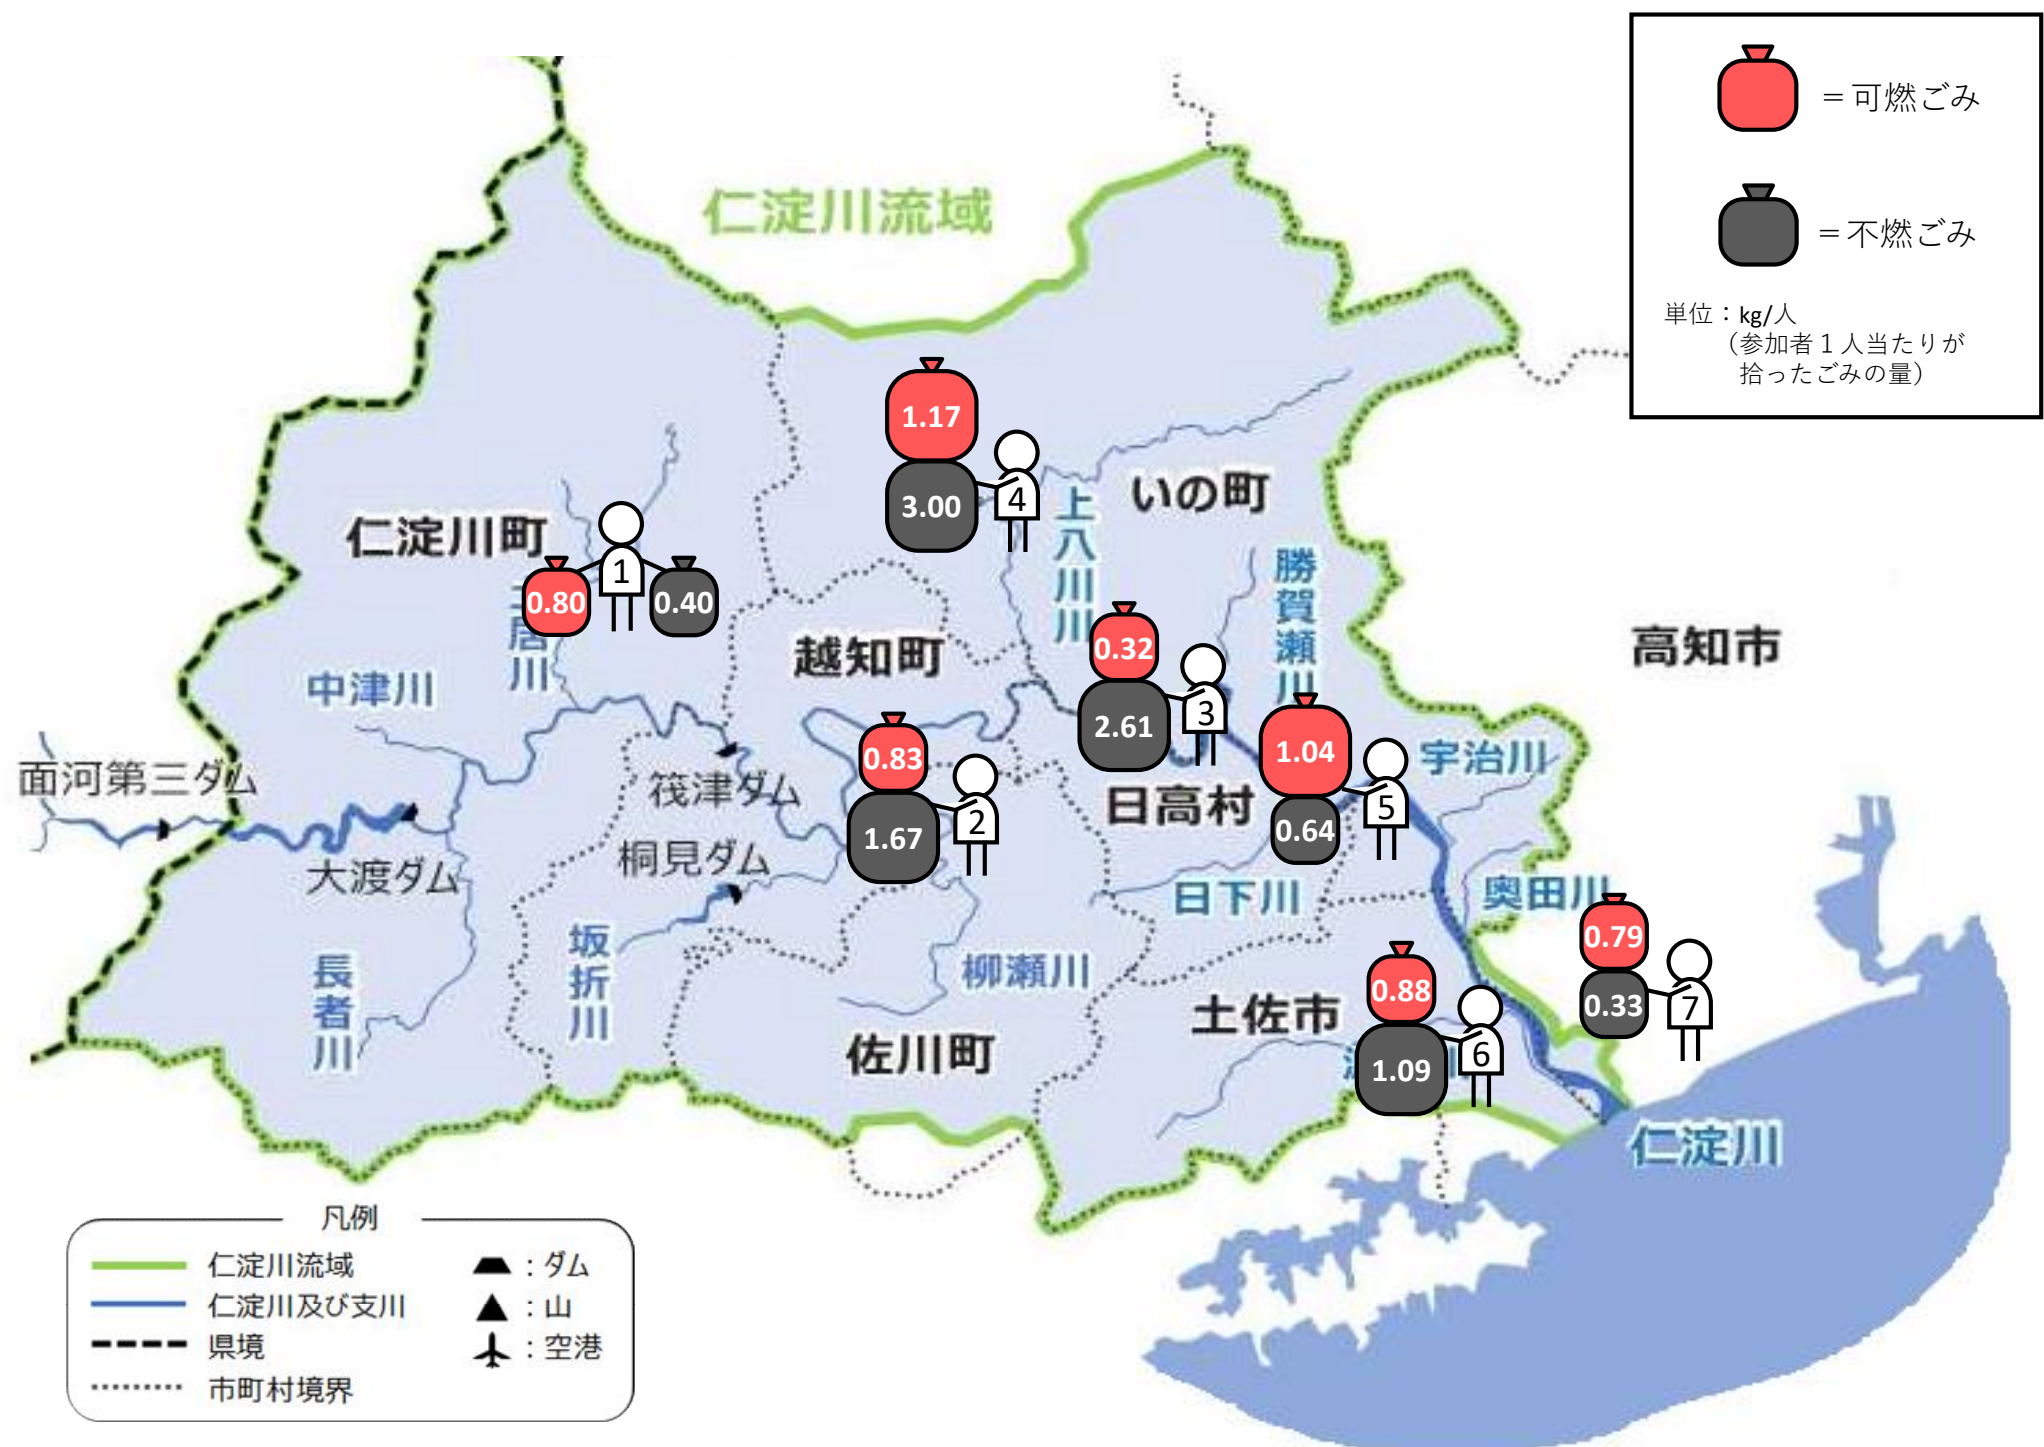 ＝可燃ごみ
＝不燃ごみ
単位：kg/人
（参加者１人当たりが
拾ったごみの量）
仁淀川流域
1.17
3.00
4
いの町
上八川川
勝賀瀬川
仁淀川町
1
0.80
0.40
居川
越知町
高知市
0.32
2.61
3
中津川
1.04
0.64
5
宇治川
0.83
1.67
2
面河第三ダム
筏津ダム
日高村
桐見ダム
大渡ダム
日下川
奥田川
0.79
0.33
7
長者川
坂折川
柳瀬川
0.88
1.09
6
土佐市
佐川町
仁淀川
凡例
仁淀川流域
仁淀川及び支川
県境
市町村境界
：ダム
：山
：空港